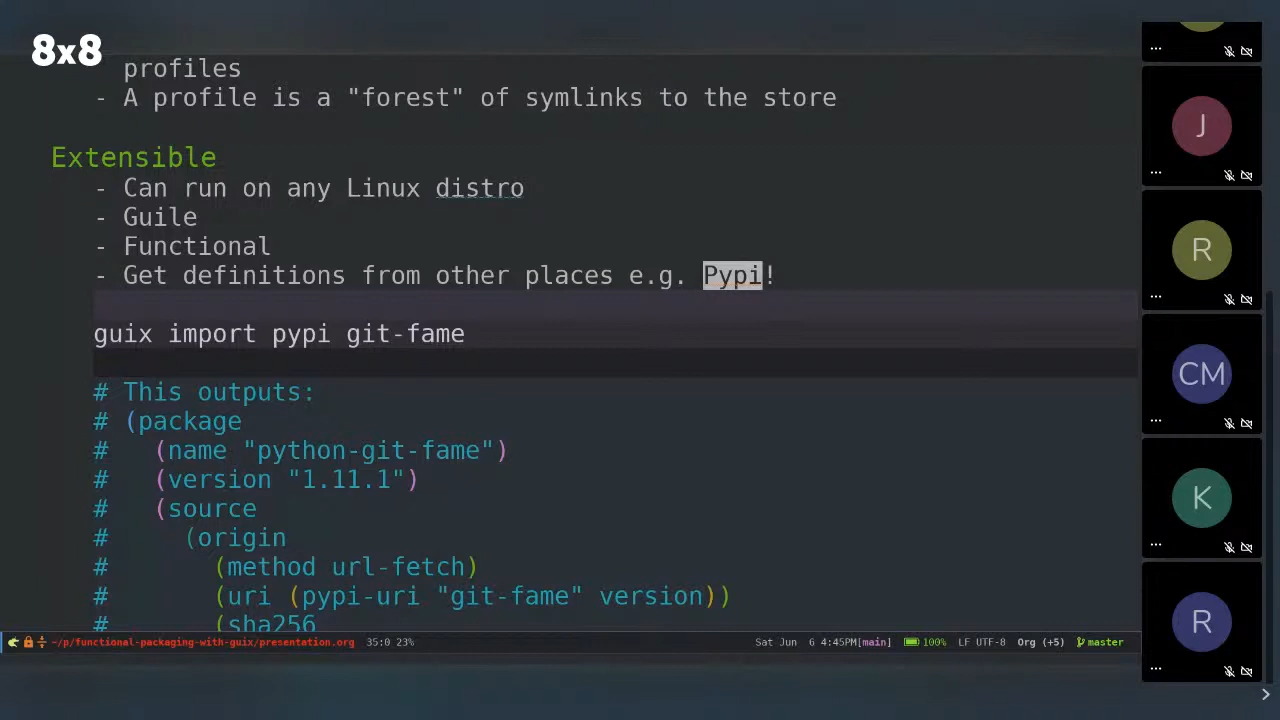 8x8
profiles
- A profile is a "forest" of symlinks to the store
Extensible
- Can run on any Linux distro
- Guile
- Functional
- Get definitions from other places e.g. Pypi!
guix import pypi git-fame
# This outputs:
# (package
#   (name "python-git-fame")
#   (version "1.11.1")
#   (source
#     (origin
#       (method url-fetch)
#       (uri (pypi-uri "git-fame" version))
#       (sha256
~/p/functional-packaging-with-guix/presentation.org 35:0 23% Sat Jun 6 4:45PM[main] 100% LF UTF-8 Org (+5) master
J
R
CM
K
R